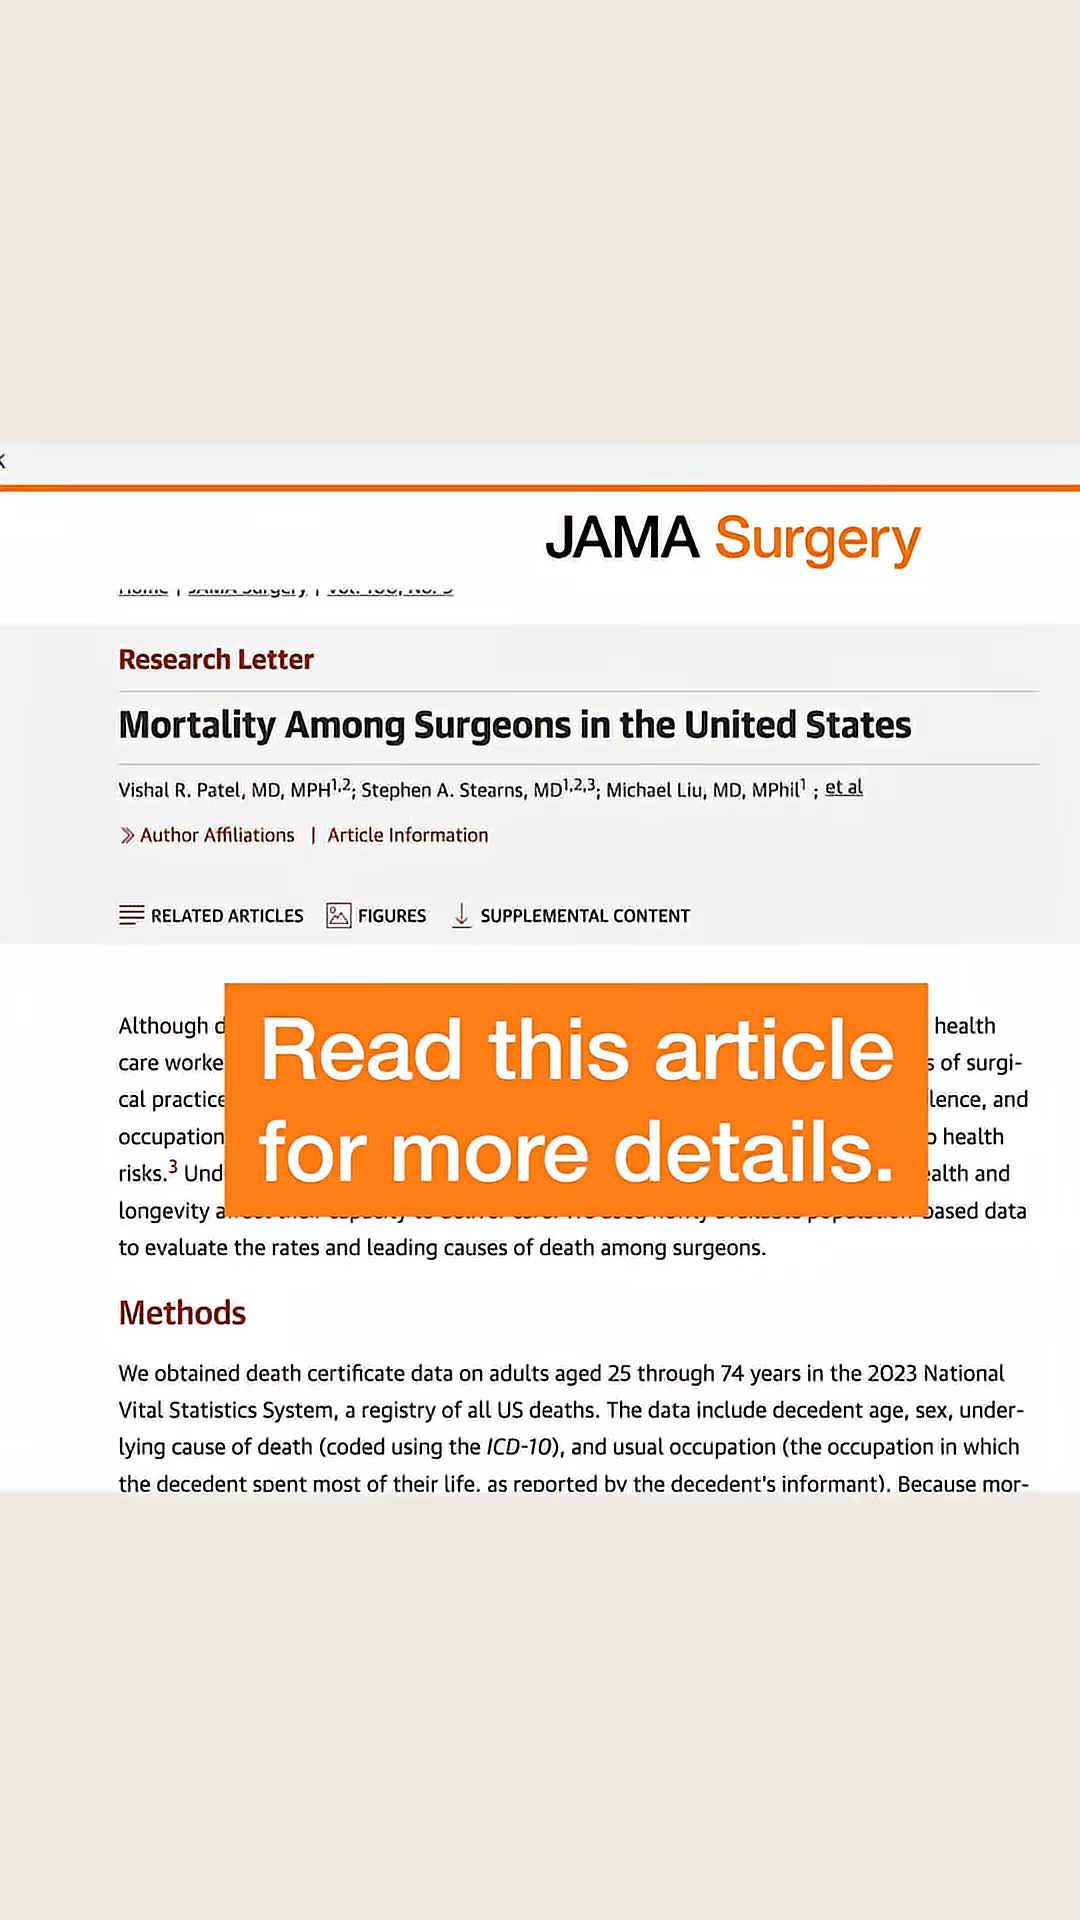 JAMA Surgery
Home | JAMA Surgery | Vol. 160, No. 9
Research Letter
Mortality Among Surgeons in the United States
Vishal R. Patel, MD, MPH1,2; Stephen A. Stearns, MD1,2,3; Michael Liu, MD, MPhil1 ; et al
Author Affiliations | Article Information
RELATED ARTICLES FIGURES SUPPLEMENTAL CONTENT
Although health
care worke of surgi-
cal practice lence, and
occupation health
risks.3 Und alth and
longevity based data
to evaluate the rates and leading causes of death among surgeons.
Read this article
for more details.
Methods
We obtained death certificate data on adults aged 25 through 74 years in the 2023 National
Vital Statistics System, a registry of all US deaths. The data include decedent age, sex, under-
lying cause of death (coded using the ICD-10), and usual occupation (the occupation in which
the decedent spent most of their life, as reported by the decedent's informant). Because mor-